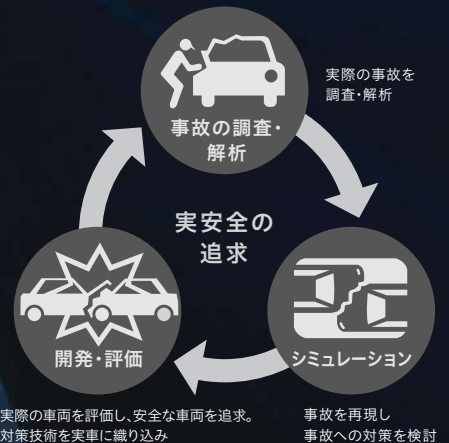 事故の調査・
解析
実際の事故を
調査・解析
実安全の
追求
開発・評価
シミュレーション
実際の車両を評価し、安全な車両を追求。
対策技術を実車に織り込み
事故を再現し
事故への対策を検討